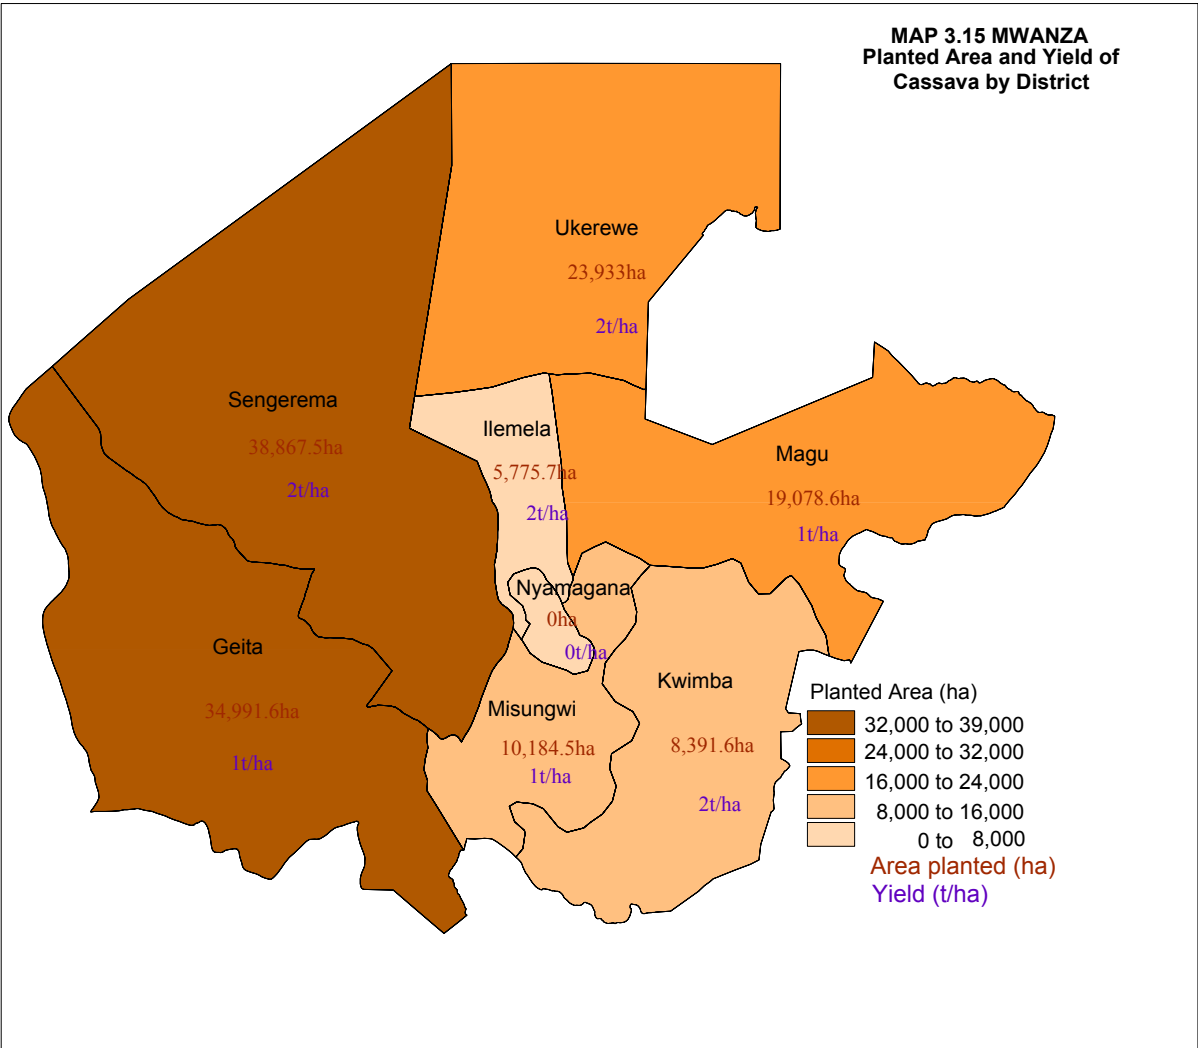 MAP 3.15 MWANZA
Planted Area and Yield of
Cassava by District
Ukerewe
23,933ha
2t/ha
Sengerema
38,867.5ha
2t/ha
Ilemela
5,775.7ha
2t/ha
Magu
19,078.6ha
1t/ha
Nyamagana
0ha
0t/ha
Geita
34,991.6ha
1t/ha
Misungwi
10,184.5ha
1t/ha
Kwimba
8,391.6ha
2t/ha
Planted Area (ha)
32,000 to 39,000
24,000 to 32,000
16,000 to 24,000
8,000 to 16,000
0 to 8,000
Area planted (ha)
Yield (t/ha)